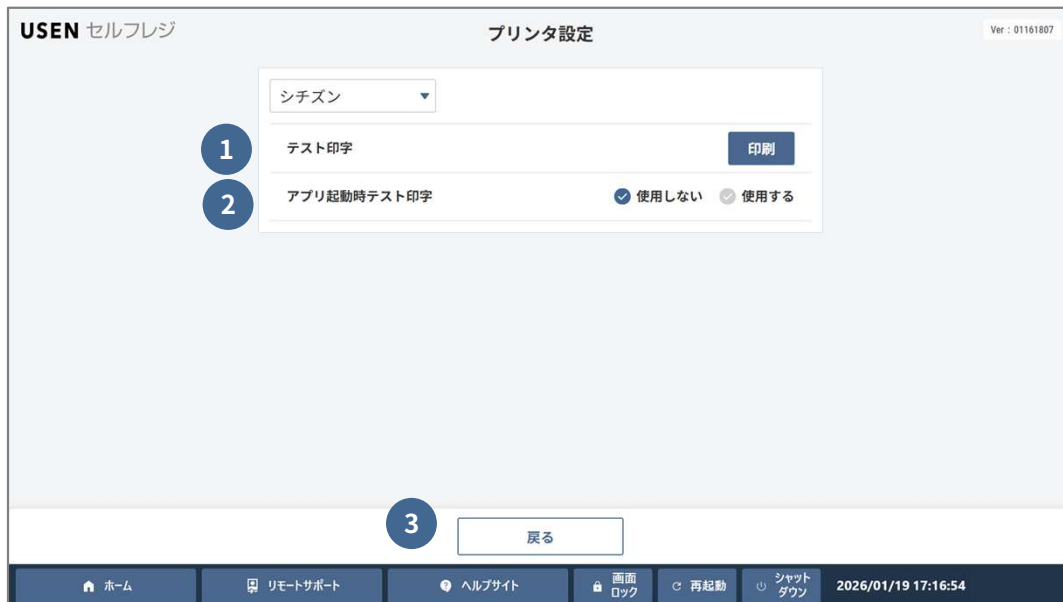 USEN セルフレジ
プリンタ設定
Ver : 01161807
シチズン
1
テスト印字
印刷
2
アプリ起動時テスト印字
使用しない
使用する
3
戻る
ホーム
リモートサポート
ヘルプサイト
画面
ロック
再起動
シャット
ダウン
2026/01/19 17:16:54